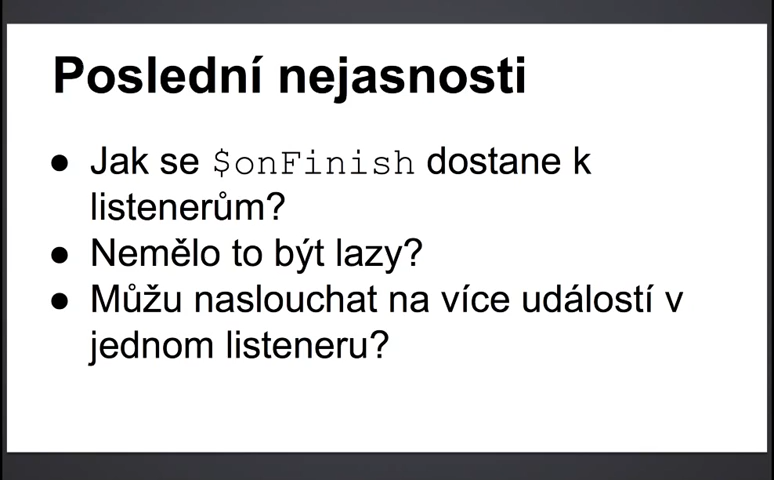 Poslední nejasnosti
● Jak se $onFinish dostane k
listenerům?
● Nemělo to být lazy?
● Můžu naslouchat na více událostí v
jednom listeneru?